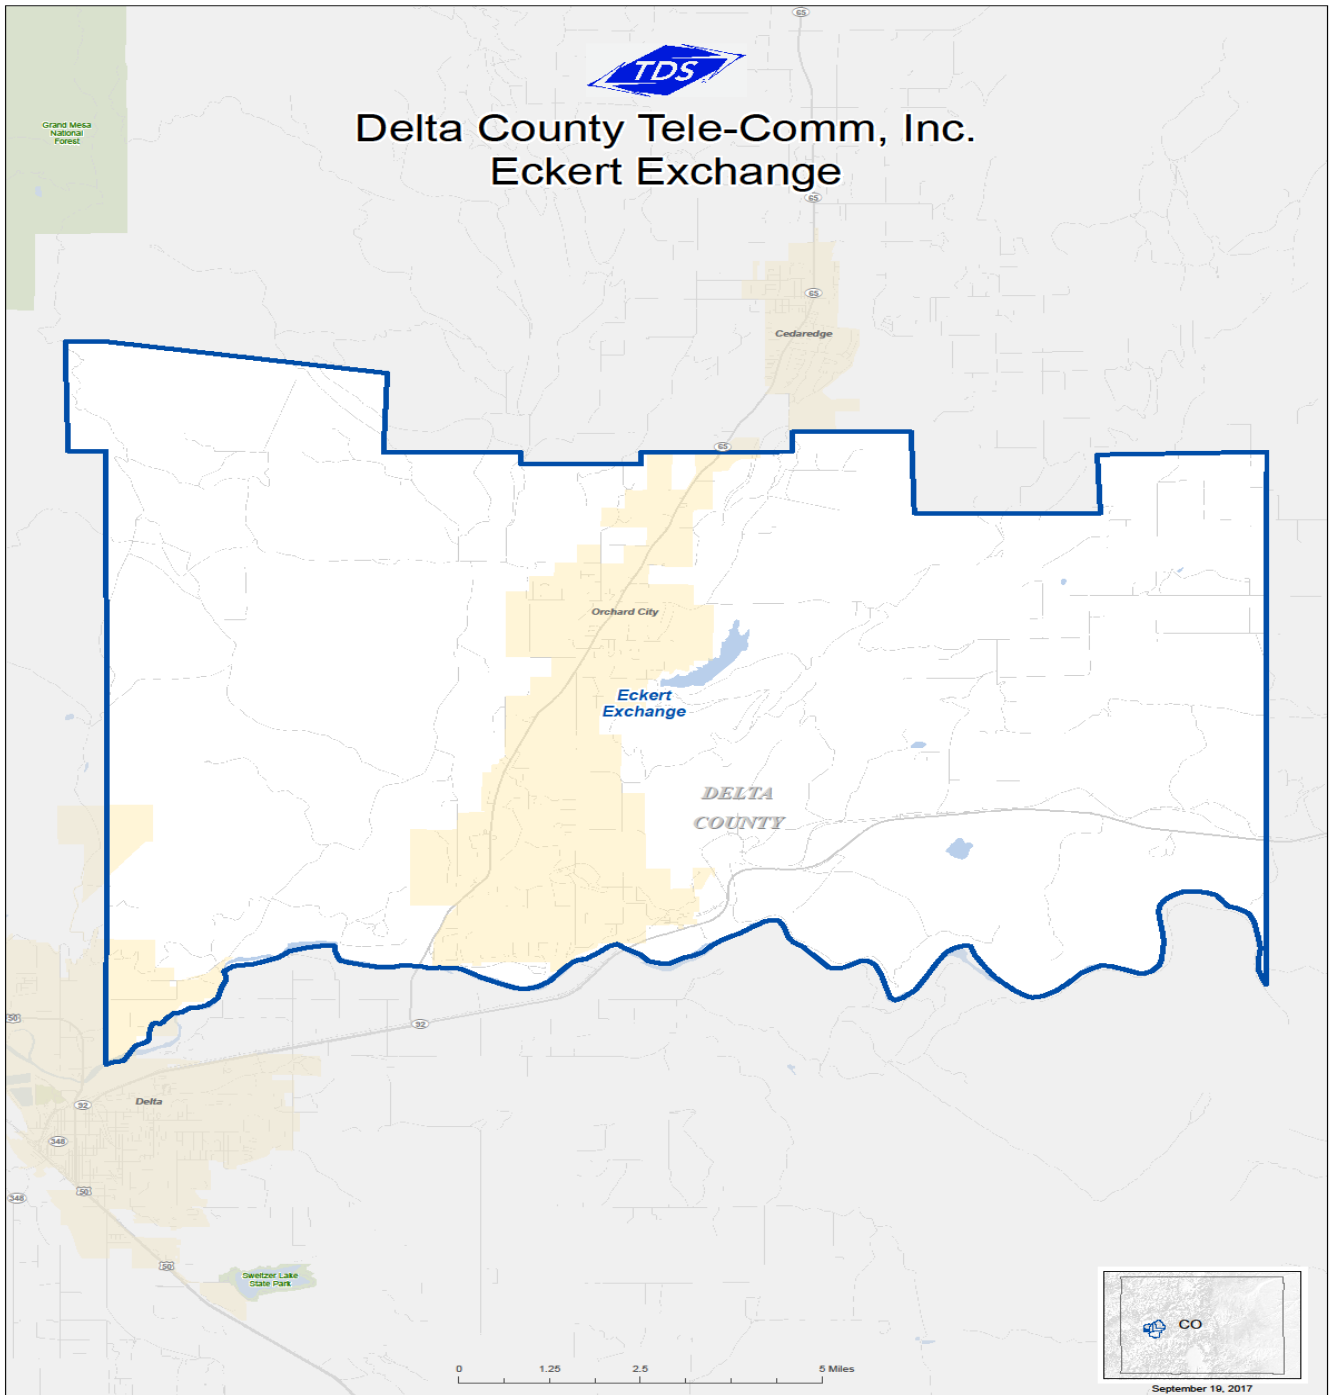 65
TDS
Delta County Tele-Comm, Inc.
Eckert Exchange
Grand Mesa
National
Forest
65
65
Cedaredge
65
Orchard City
Eckert
Exchange
DELTA
COUNTY
50
92
92
Delta
348
50
348
50
Sweitzer Lake
State Park
CO
0 1.25 2.5 5 Miles
September 19, 2017